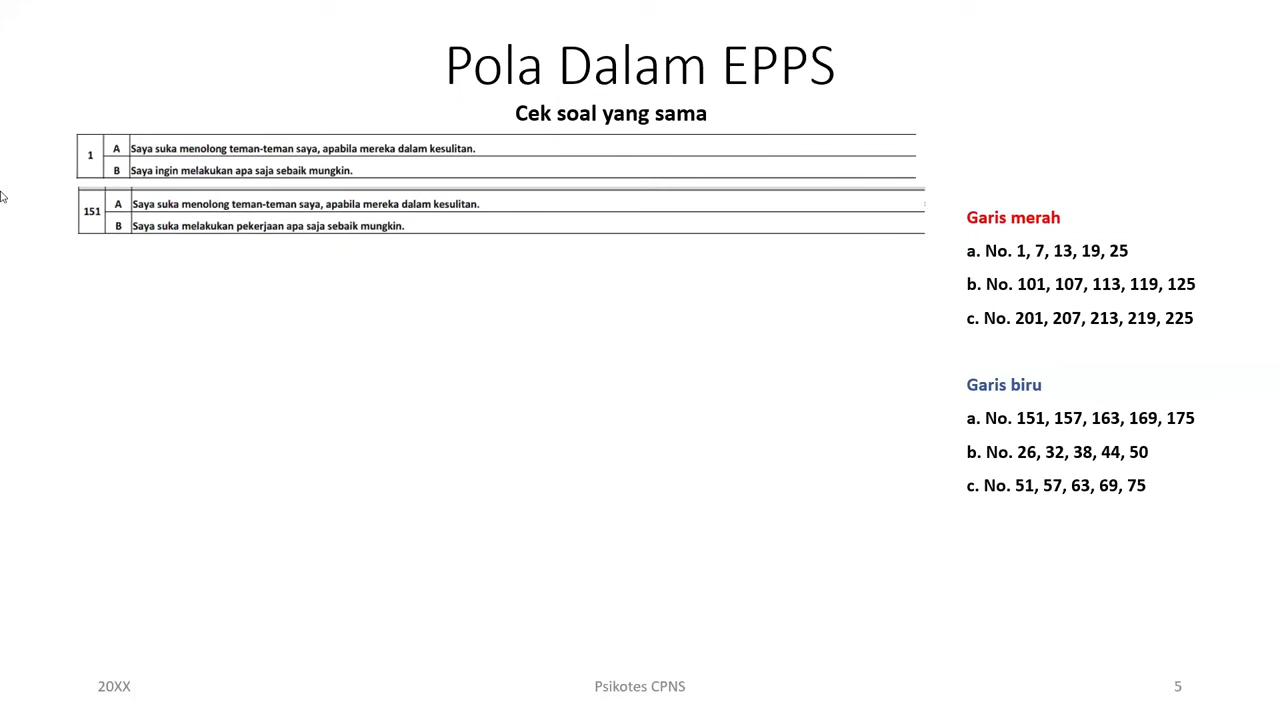 Pola Dalam EPPS
Cek soal yang sama
1
A Saya suka menolong teman-teman saya, apabila mereka dalam kesulitan.
B Saya ingin melakukan apa saja sebaik mungkin.
151
A Saya suka menolong teman-teman saya, apabila mereka dalam kesulitan.
B Saya suka melakukan pekerjaan apa saja sebaik mungkin.
Garis merah
a. No. 1, 7, 13, 19, 25
b. No. 101, 107, 113, 119, 125
c. No. 201, 207, 213, 219, 225
Garis biru
a. No. 151, 157, 163, 169, 175
b. No. 26, 32, 38, 44, 50
c. No. 51, 57, 63, 69, 75
20XX
Psikotes CPNS
5